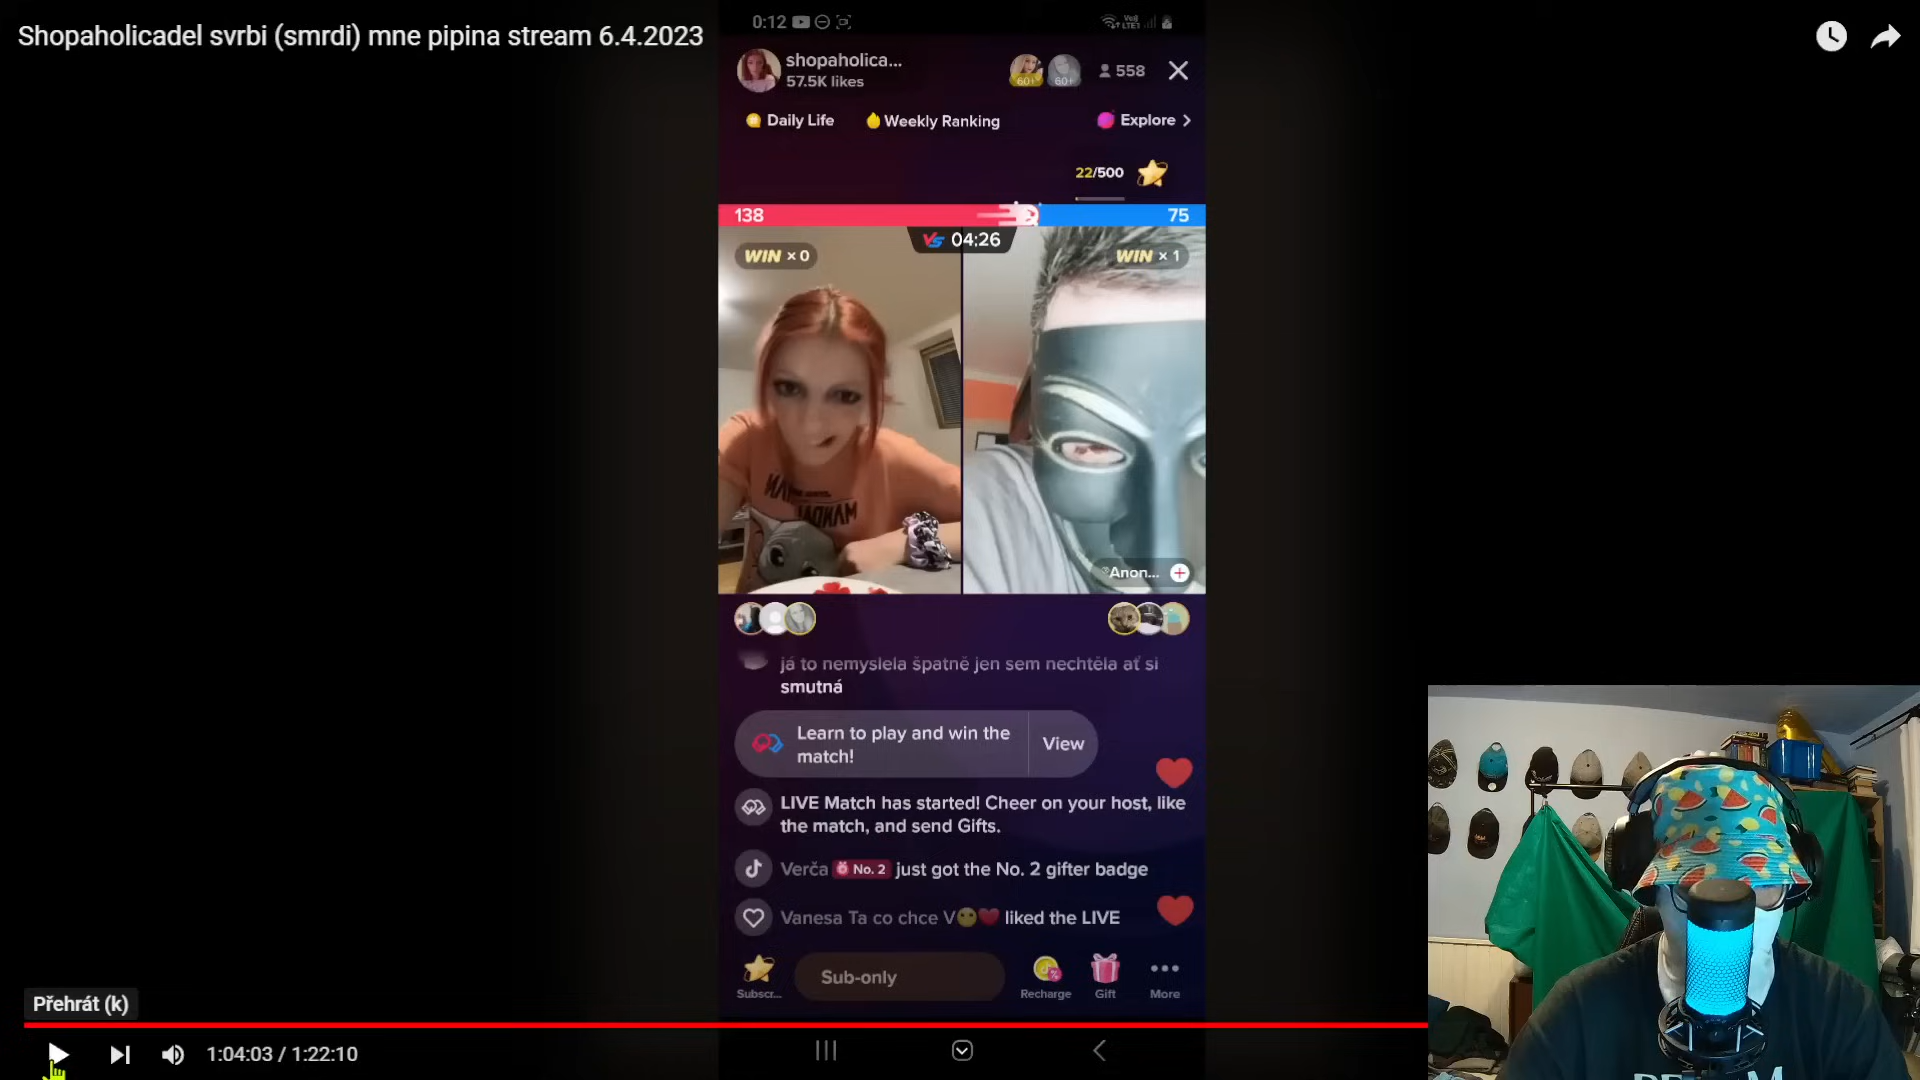 Shopaholicadel svrbi (smrdi) mne pipina stream 6.4.2023
0:12
shopaholica...
57.5K likes
60+ 60+
558
Daily Life
Weekly Ranking
Explore >
22/500
138
75
VS 04:26
WIN × 0
WIN × 1
Anon...
já to nemyslela špatně jen sem nechtěla ať si
smutná
Learn to play and win the
match!
View
LIVE Match has started! Cheer on your host, like
the match, and send Gifts.
Verča No. 2 just got the No. 2 gifter badge
Vanesa Ta co chce V😶❤️ liked the LIVE
Subscr...
Sub-only
Recharge
Gift
More
Přehrát (k)
1:04:03 / 1:22:10